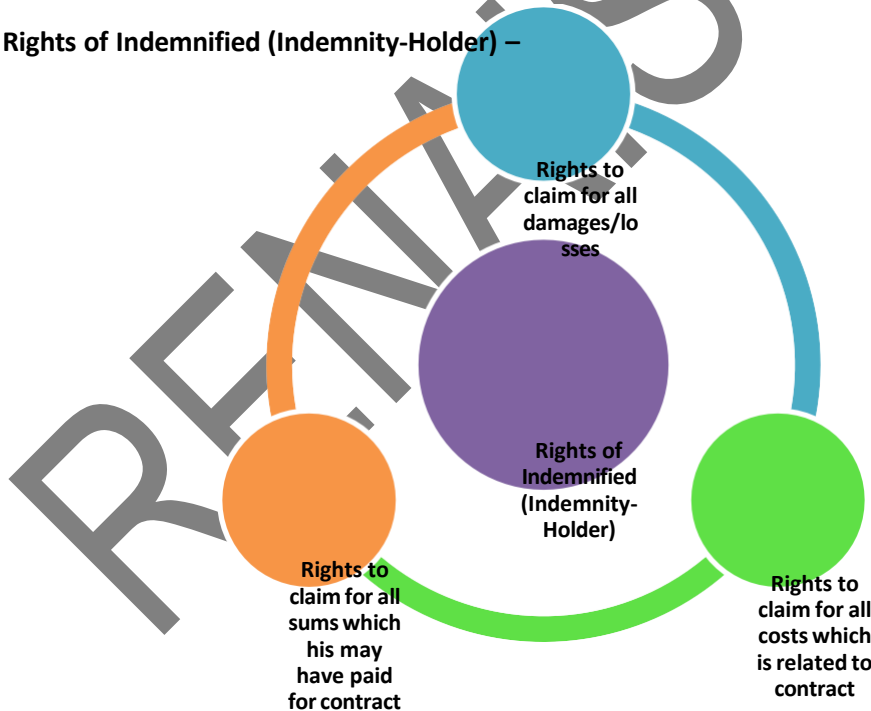 Rights of Indemnified (Indemnity-Holder) –
Rights to
claim for all
damages/lo
sses
Rights of
Indemnified
(Indemnity-
Holder)
Rights to
claim for all
costs which
is related to
contract
Rights to
claim for all
sums which
his may
have paid
for contract